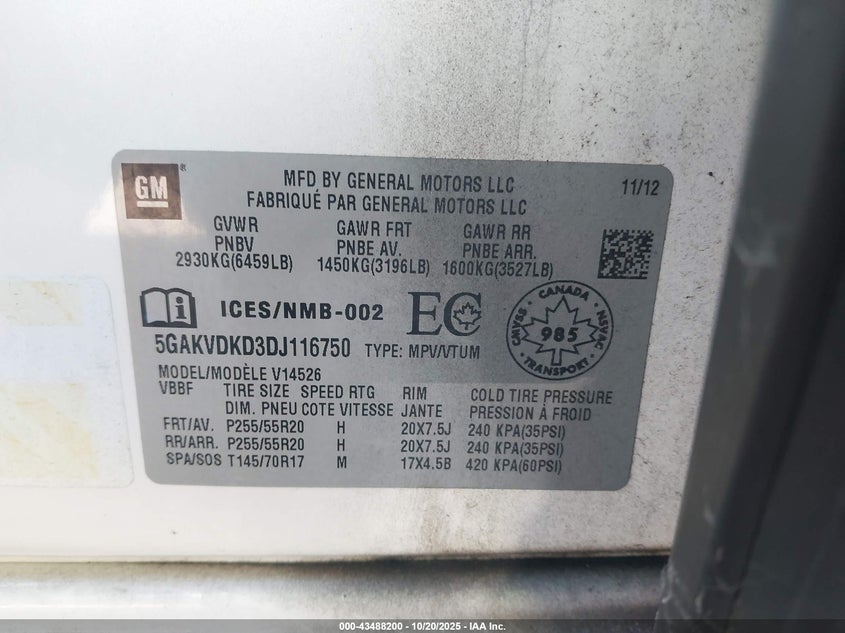 GM
MFD BY GENERAL MOTORS LLC 11/12
FABRIQUÉ PAR GENERAL MOTORS LLC
GVWR GAWR FRT GAWR RR
PNBV PNBE AV. PNBE ARR.
2930KG(6459LB) 1450KG(3196LB) 1600KG(3527LB)
i ICES/NMB-002 EC
CANADA
CMVSS 985 NSVAC
TRANSPORT
5GAKVDKD3DJ116750 TYPE: MPV/VTUM
MODEL/MODÈLE V14526
VBBF TIRE SIZE SPEED RTG RIM COLD TIRE PRESSURE
DIM. PNEU COTE VITESSE JANTE PRESSION À FROID
FRT/AV. P255/55R20 H 20X7.5J 240 KPA(35PSI)
RR/ARR. P255/55R20 H 20X7.5J 240 KPA(35PSI)
SPA/SOS T145/70R17 M 17X4.5B 420 KPA(60PSI)
000-43488200 - 10/20/2025 - IAA Inc.